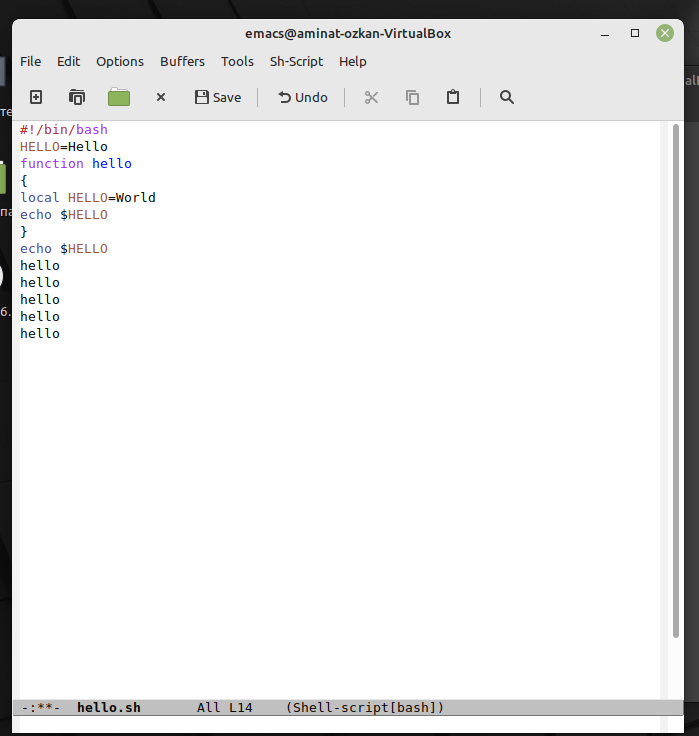 emacs@aminat-ozkan-VirtualBox
File Edit Options Buffers Tools Sh-Script Help
Save Undo
#!/bin/bash
HELLO=Hello
function hello
{
local HELLO=World
echo $HELLO
}
echo $HELLO
hello
hello
hello
hello
hello
-:**- hello.sh All L14 (Shell-script[bash])